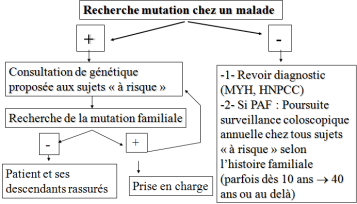 Recherche mutation chez un malade
+
-
Consultation de génétique
proposée aux sujets « à risque »
Recherche de la mutation familiale
-
+
Patient et ses
descendants rassurés
Prise en charge
-1- Revoir diagnostic
(MYH, HNPCC)
-2- Si PAF : Poursuite
surveillance coloscopique
annuelle chez tous sujets
« à risque » selon
l'histoire familiale
(parfois dès 10 ans → 40
ans ou au delà)